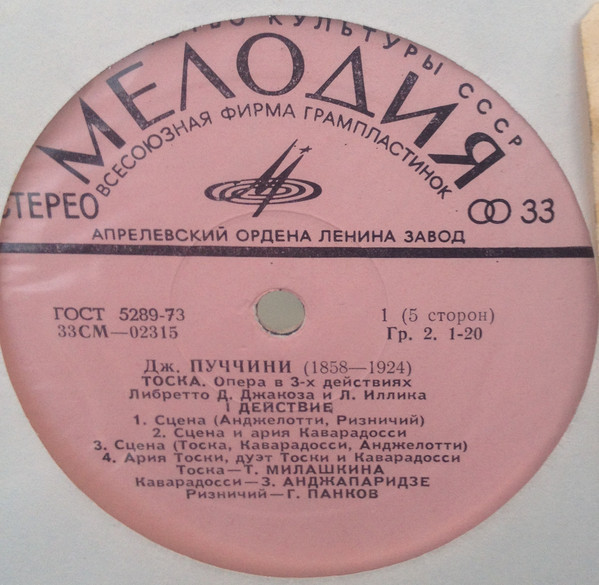 СТВО КУЛЬТУРЫ СССР
МЕЛОДИЯ
ВСЕСОЮЗНАЯ ФИРМА ГРАМПЛАСТИНОК
СТЕРЕО 33
АПРЕЛЕВСКИЙ ОРДЕНА ЛЕНИНА ЗАВОД
ГОСТ 5289-73 1 (5 сторон)
33СМ—02315 Гр. 2. 1-20
Дж. ПУЧЧИНИ (1858—1924)
ТОСКА. Опера в 3-х действиях
Либретто Д. Джакоза и Л. Иллика
I ДЕЙСТВИЕ
1. Сцена (Анджелотти, Ризничий)
2. Сцена и ария Каварадосси
3. Сцена (Тоска, Каварадосси, Анджелотти)
4. Ария Тоски, дуэт Тоски и Каварадосси
Тоска—Т. МИЛАШКИНА
Каварадосси—З. АНДЖАПАРИДЗЕ
Ризничий—Г. ПАНКОВ